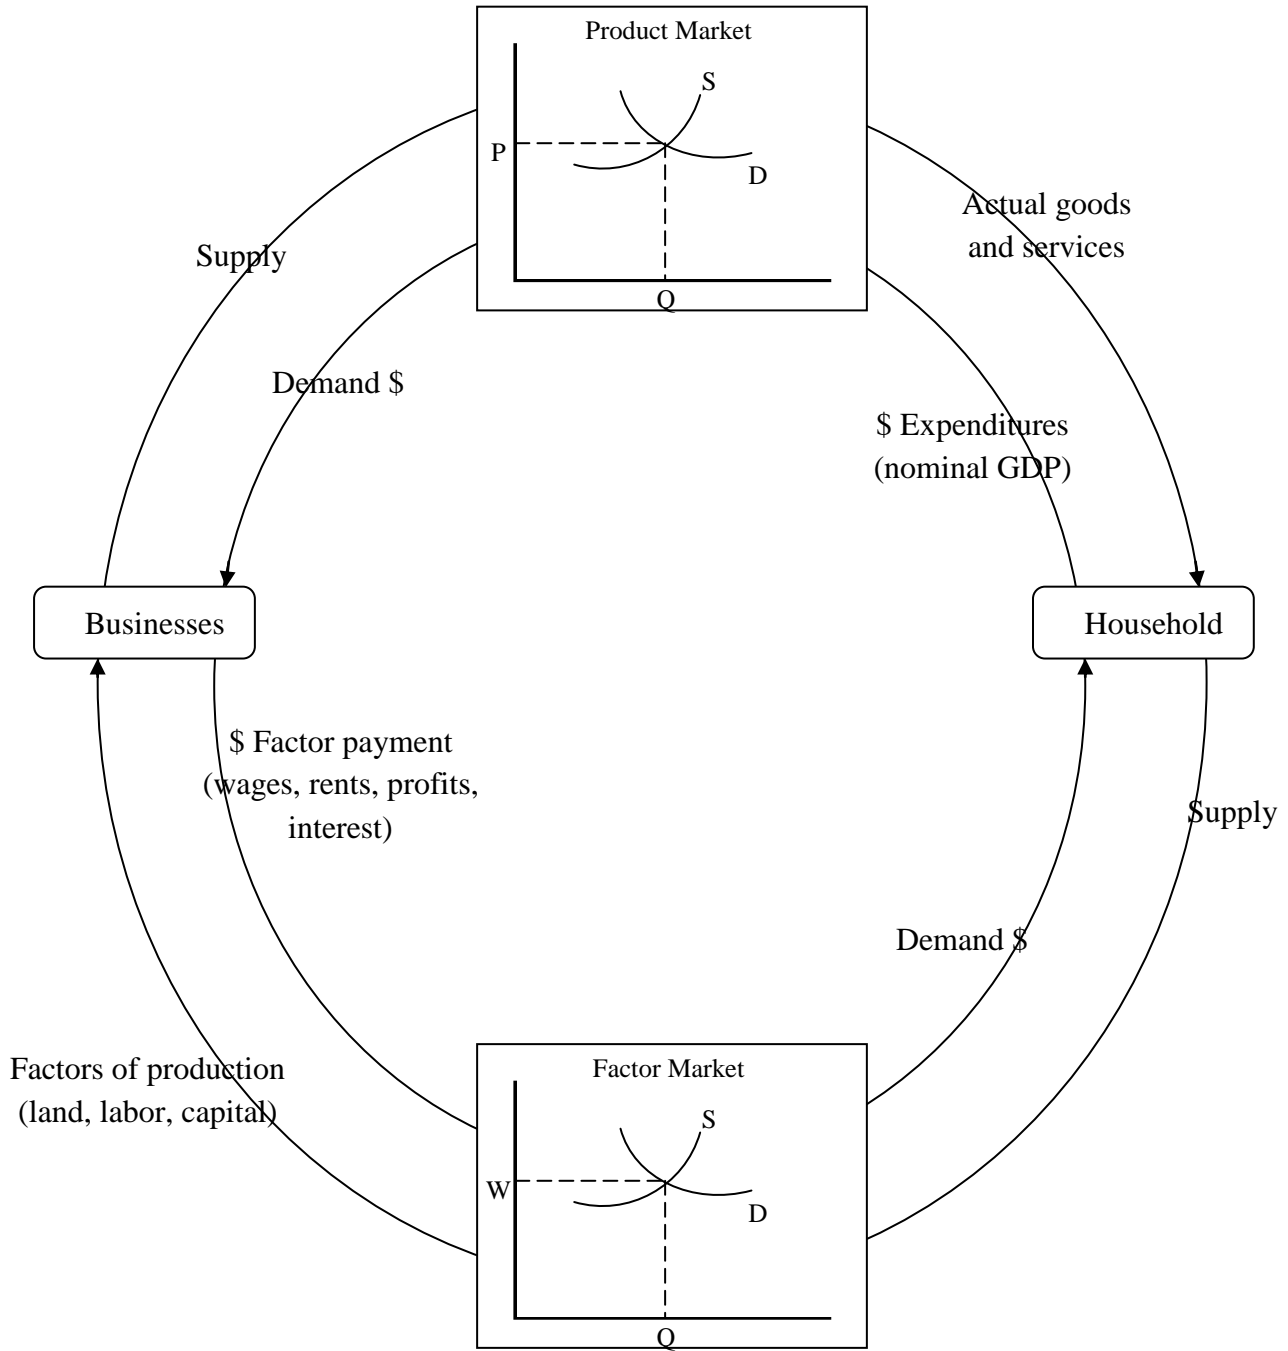 Product Market
S
P
D
Q
Supply
Actual goods
and services
Demand $
$ Expenditures
(nominal GDP)
Businesses
Household
$ Factor payment
(wages, rents, profits,
interest)
Supply
Demand $
Factors of production
(land, labor, capital)
Factor Market
S
W
D
Q